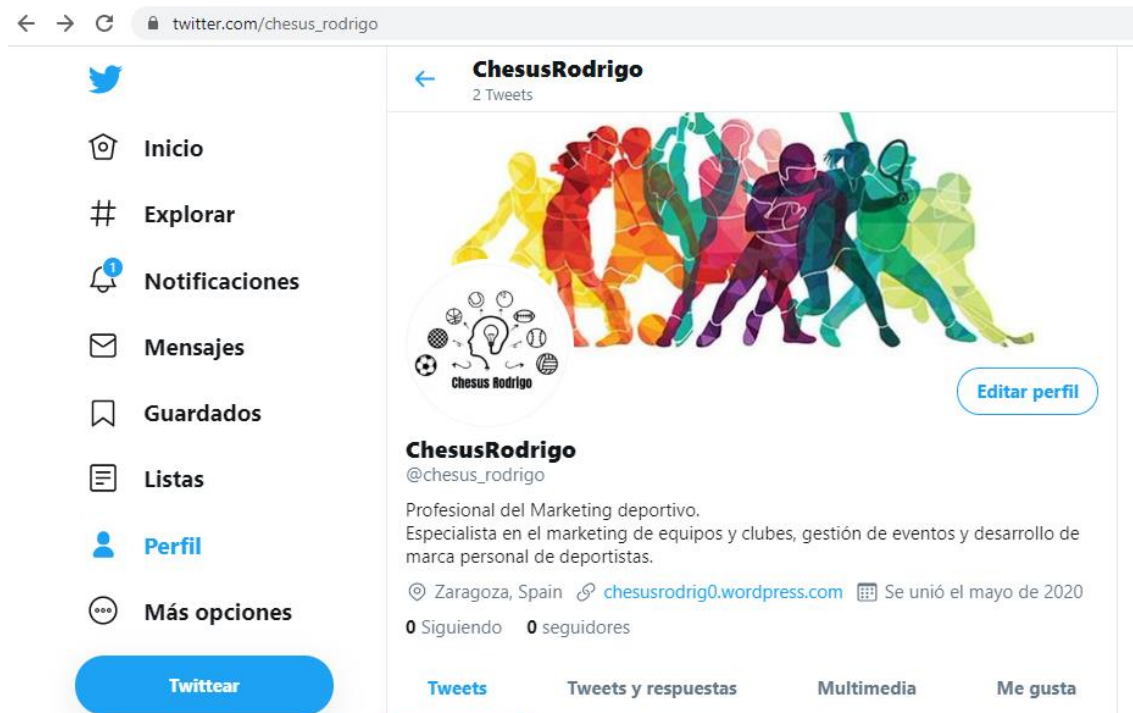 twitter.com/chesus_rodrigo
ChesusRodrigo
2 Tweets
Inicio
Explorar
1
Notificaciones
Mensajes
Guardados
Listas
Perfil
Más opciones
Twittear
Chesus Rodrigo
Editar perfil
ChesusRodrigo
@chesus_rodrigo
Profesional del Marketing deportivo.
Especialista en el marketing de equipos y clubes, gestión de eventos y desarrollo de
marca personal de deportistas.
Zaragoza, Spain chesusrodrig0.wordpress.com Se unió el mayo de 2020
0 Siguiendo 0 seguidores
Tweets Tweets y respuestas Multimedia Me gusta